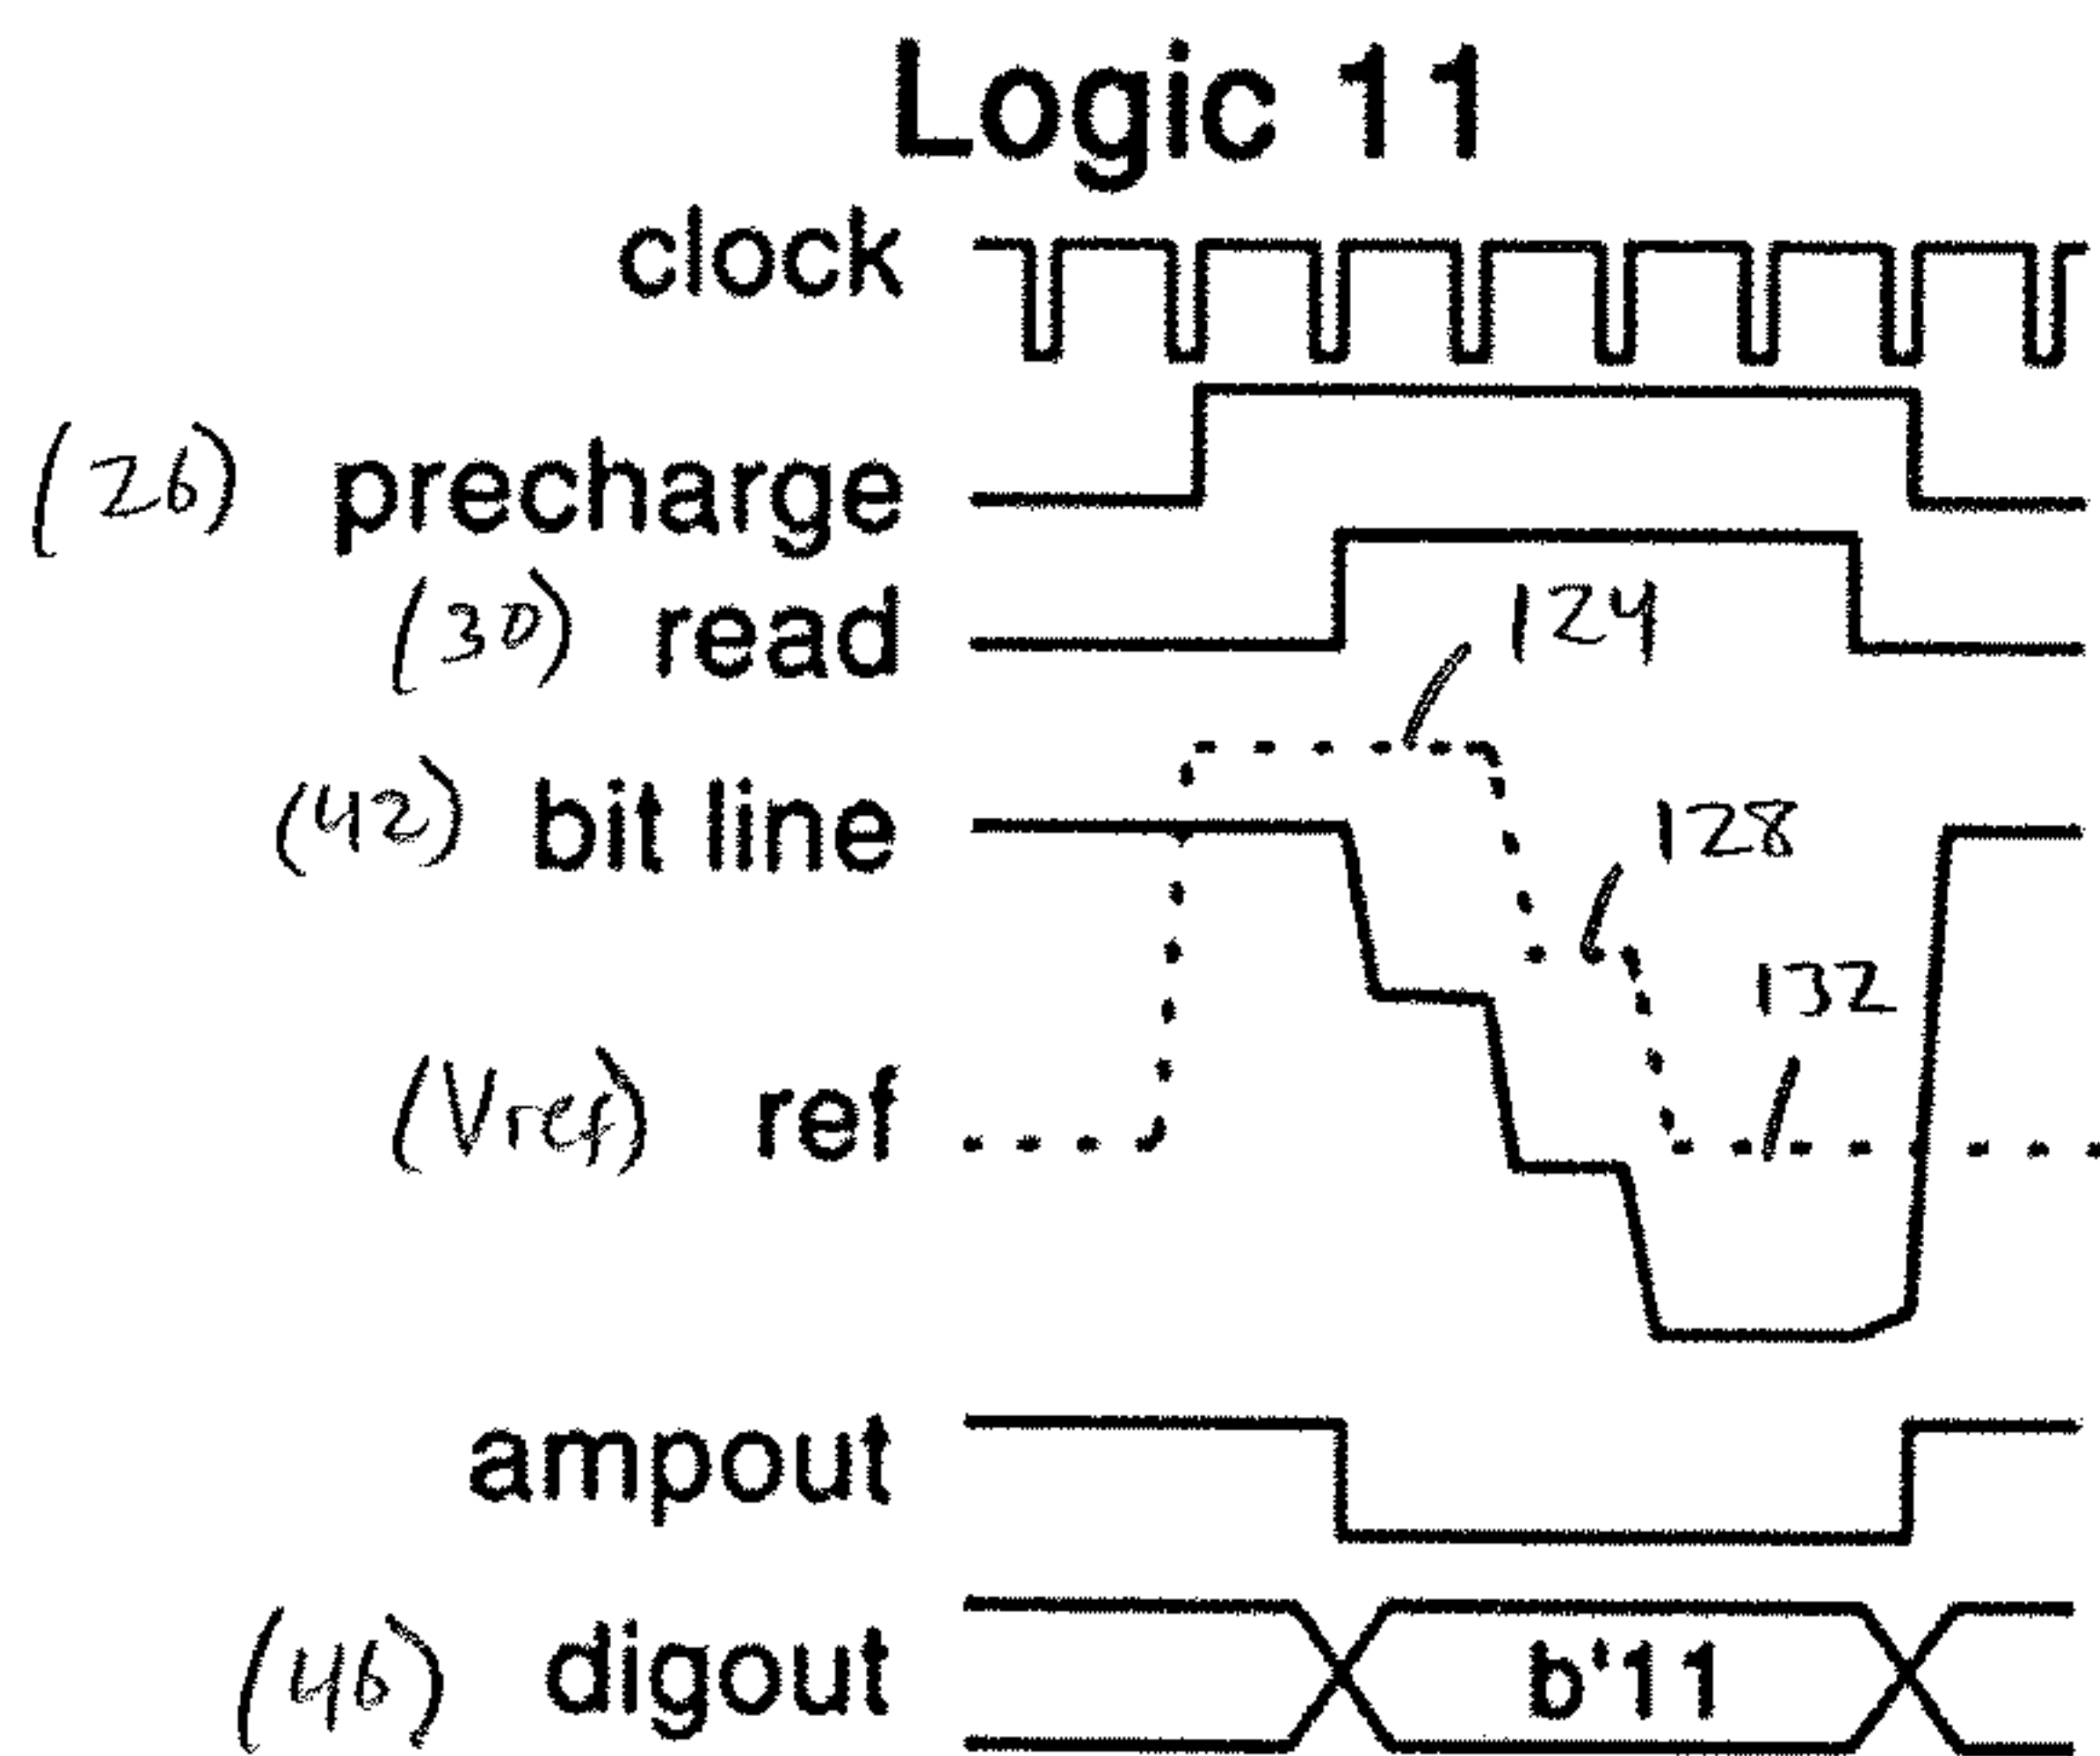 Logic 11
clock
(26) precharge
(30) read
124
(42) bit line
128
132
(Vref) ref
ampout
(46) digout
b'11